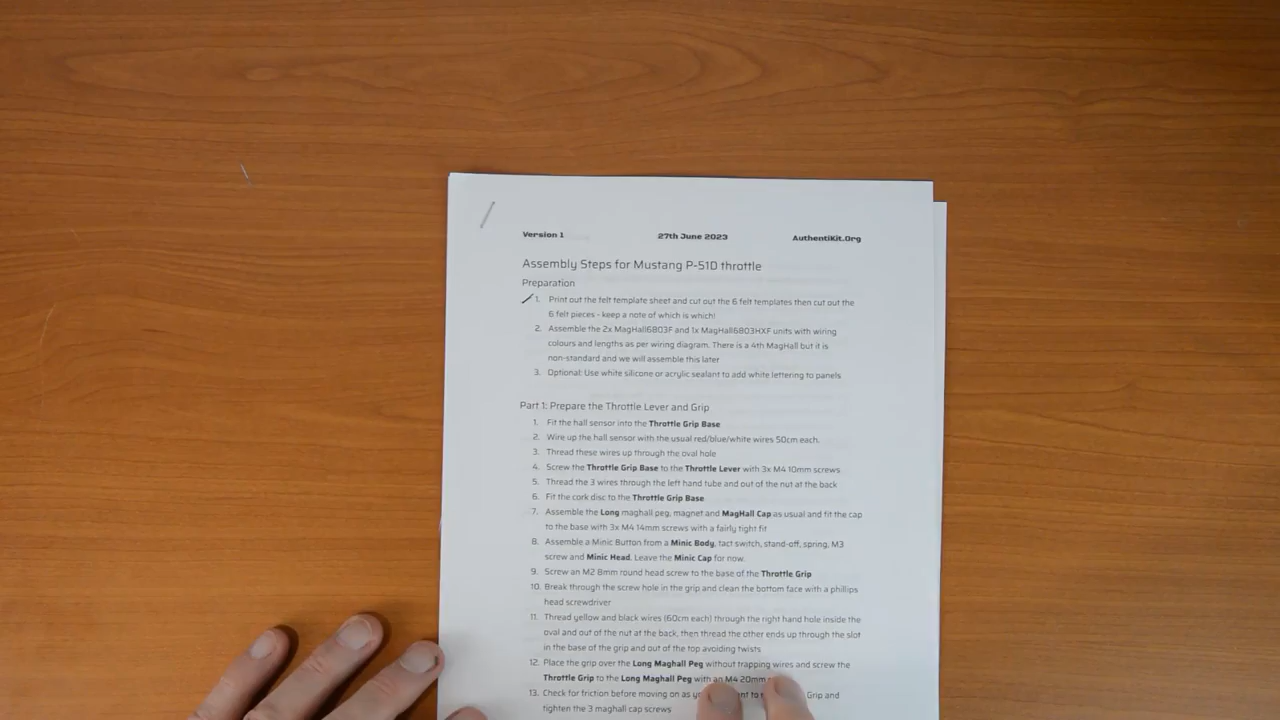 Version 1 27th June 2023 AuthentiKit.Org
Assembly Steps for Mustang P-51D throttle
Preparation
1. Print out the felt template sheet and cut out the 6 felt templates then cut out the
6 felt pieces - keep a note of which is which!
2. Assemble the 2x MagHall6803F and 1x MagHall6803HXF units with wiring
colours and lengths as per wiring diagram. There is a 4th MagHall but it is
non-standard and we will assemble this later
3. Optional: Use white silicone or acrylic sealant to add white lettering to panels
Part 1: Prepare the Throttle Lever and Grip
1. Fit the hall sensor into the Throttle Grip Base
2. Wire up the hall sensor with the usual red/blue/white wires 50cm each.
3. Thread these wires up through the oval hole
4. Screw the Throttle Grip Base to the Throttle Lever with 3x M4 10mm screws
5. Thread the 3 wires through the left hand tube and out of the nut at the back
6. Fit the cork disc to the Throttle Grip Base
7. Assemble the Long maghall peg, magnet and MagHall Cap as usual and fit the cap
to the base with 3x M4 14mm screws with a fairly tight fit
8. Assemble a Minic Button from a Minic Body, tact switch, stand-off, spring, M3
screw and Minic Head. Leave the Minic Cap for now.
9. Screw an M2 8mm round head screw to the base of the Throttle Grip
10. Break through the screw hole in the grip and clean the bottom face with a phillips
head screwdriver
11. Thread yellow and black wires (60cm each) through the right hand hole inside the
oval and out of the nut at the back, then thread the other ends up through the slot
in the base of the grip and out of the top avoiding twists
12. Place the grip over the Long Maghall Peg without trapping wires and screw the
Throttle Grip to the Long Maghall Peg with an M4 20mm
13. Check for friction before moving on as Grip and
tighten the 3 maghall cap screws